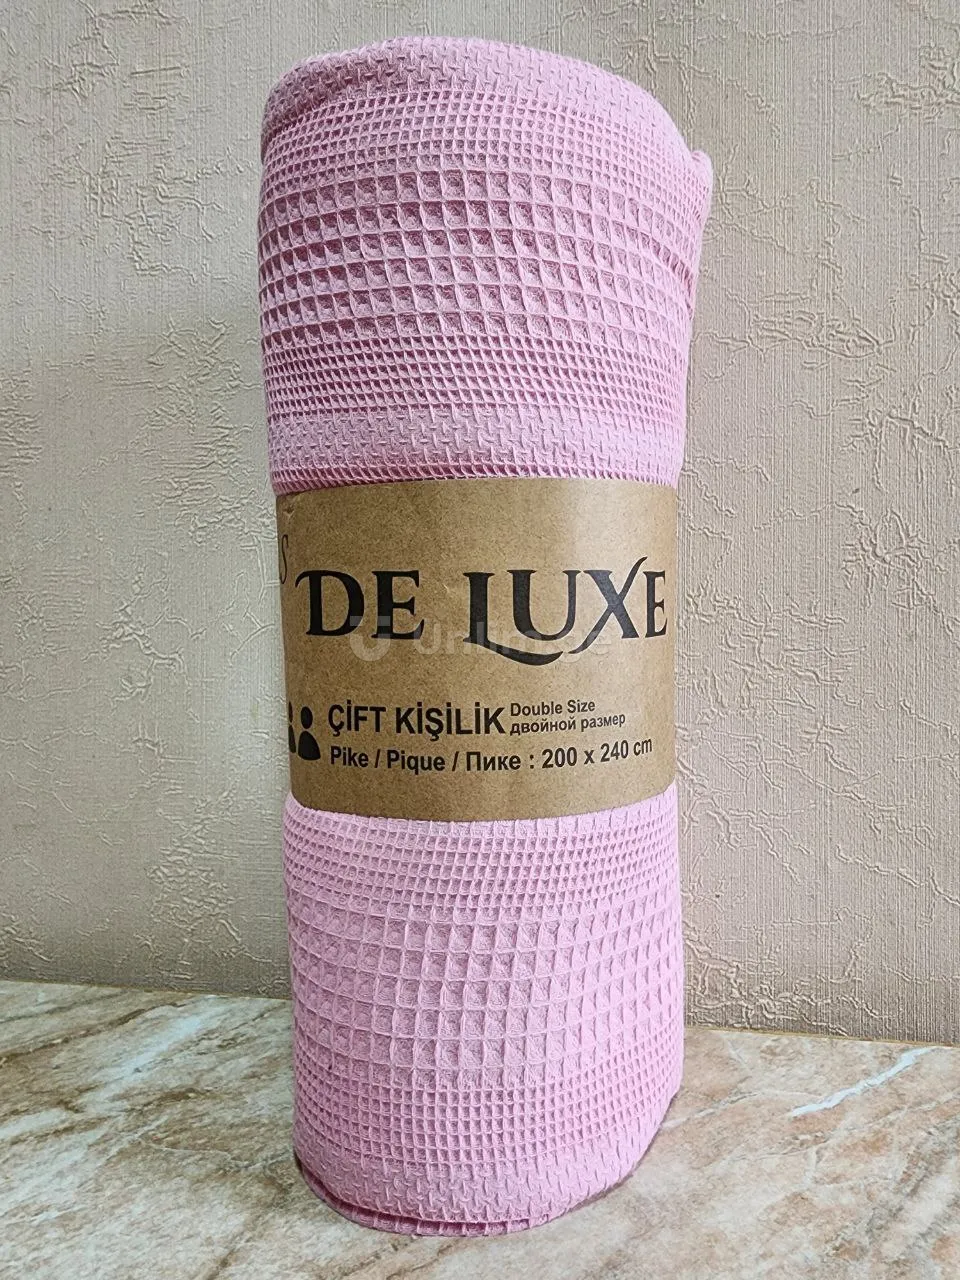 S DE LUXE
ÇİFT KİŞİLİK Double Size
двойной размер
Pike / Pique / Пике : 200 x 240 cm